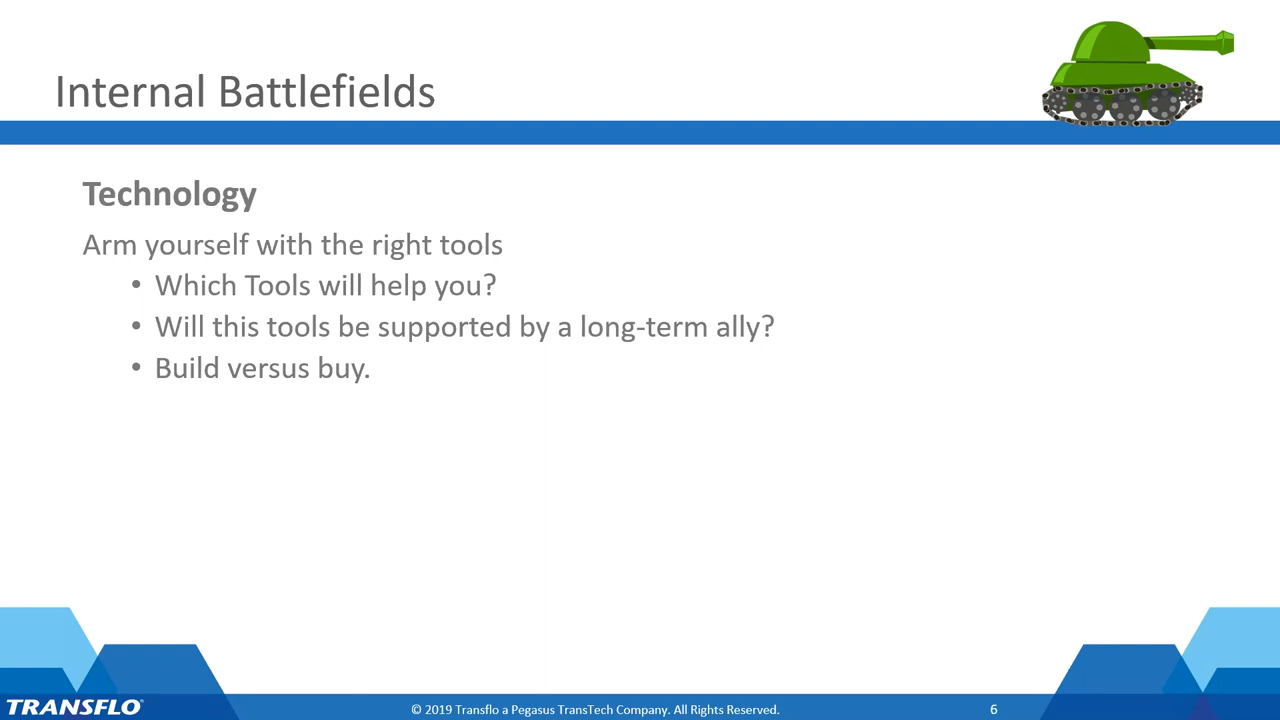 Internal Battlefields
Technology
Arm yourself with the right tools
• Which Tools will help you?
• Will this tools be supported by a long-term ally?
• Build versus buy.
TRANSFLO®
© 2019 Transflo a Pegasus TransTech Company. All Rights Reserved.
6